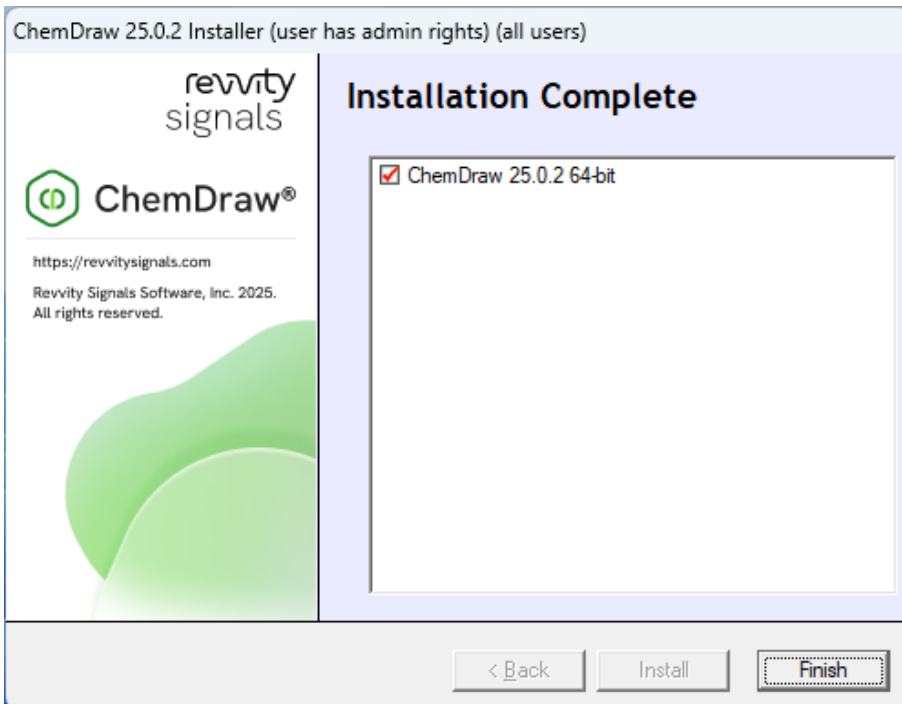 ChemDraw 25.0.2 Installer (user has admin rights) (all users)
revvity
signals
ChemDraw®
https://revvitysignals.com
Revvity Signals Software, Inc. 2025.
All rights reserved.
Installation Complete
ChemDraw 25.0.2 64-bit
< Back
Install
Finish